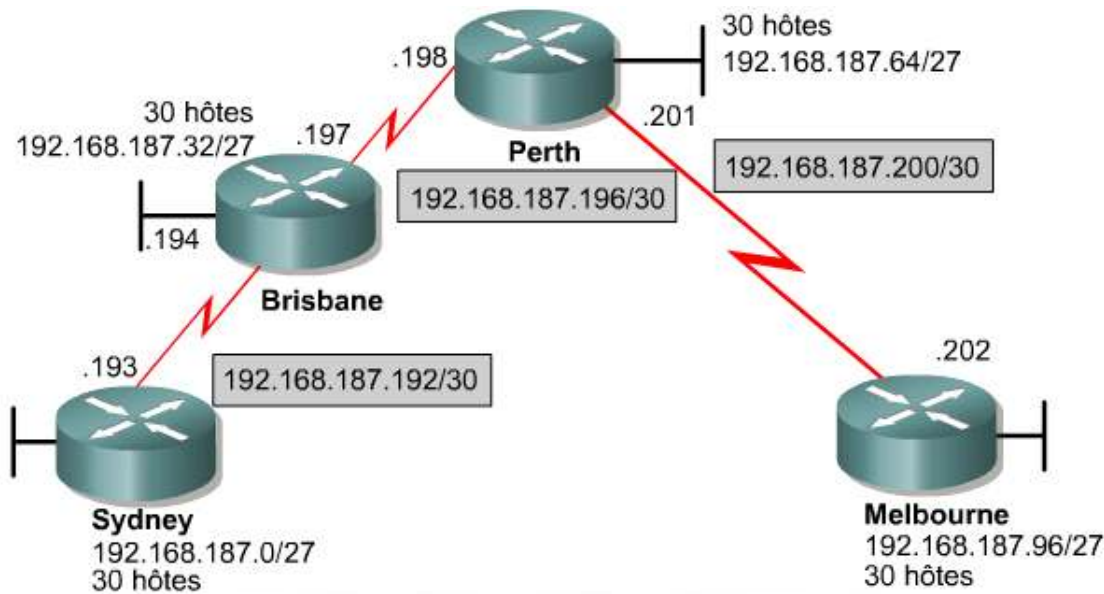 30 hôtes
192.168.187.64/27
.198
.201
Perth
30 hôtes
192.168.187.32/27
.197
192.168.187.200/30
192.168.187.196/30
.194
Brisbane
.193
192.168.187.192/30
.202
Sydney
192.168.187.0/27
30 hôtes
Melbourne
192.168.187.96/27
30 hôtes